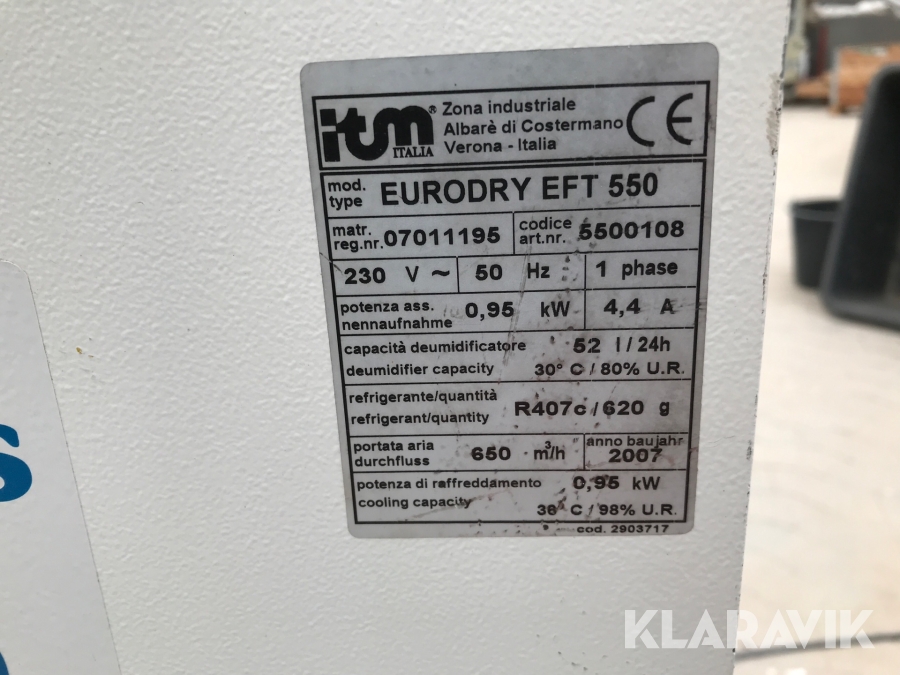 itm® ITALIA
Zona industriale
Albarè di Costermano
Verona - Italia
CE
mod.
type EURODRY EFT 550
matr.
reg.nr. 07011195
codice
art.nr. 5500108
230 V ~ 50 Hz 1 phase
potenza ass.
nennaufnahme 0,95 kW 4,4 A
capacità deumidificatore 52 l/24h
deumidifier capacity 30° C / 80% U.R.
refrigerante/quantità
refrigerant/quantity R407c / 620 g
portata aria
durchfluss 650 m³/h
anno baujahr
2007
potenza di raffreddamento 0,95 kW
cooling capacity 36° C / 98% U.R.
cod. 2903717
S
KLARAVIK